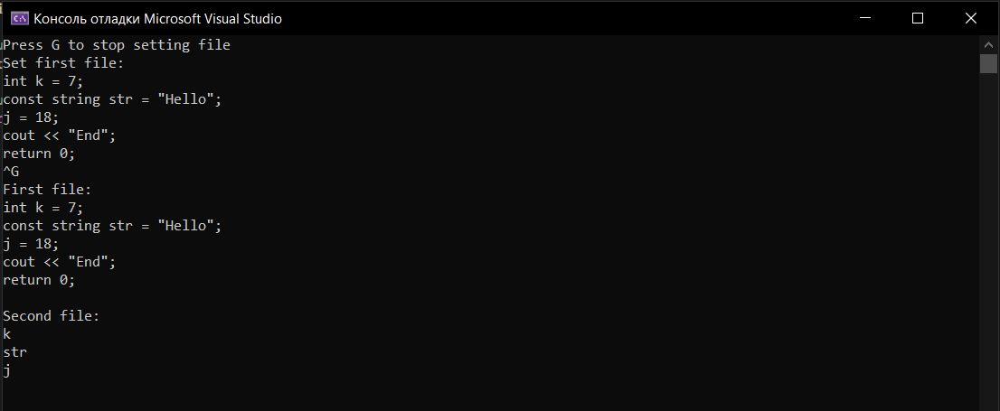 Консоль отладки Microsoft Visual Studio
Press G to stop setting file
Set first file:
int k = 7;
const string str = "Hello";
j = 18;
cout << "End";
return 0;
^G
First file:
int k = 7;
const string str = "Hello";
j = 18;
cout << "End";
return 0;
Second file:
k
str
j